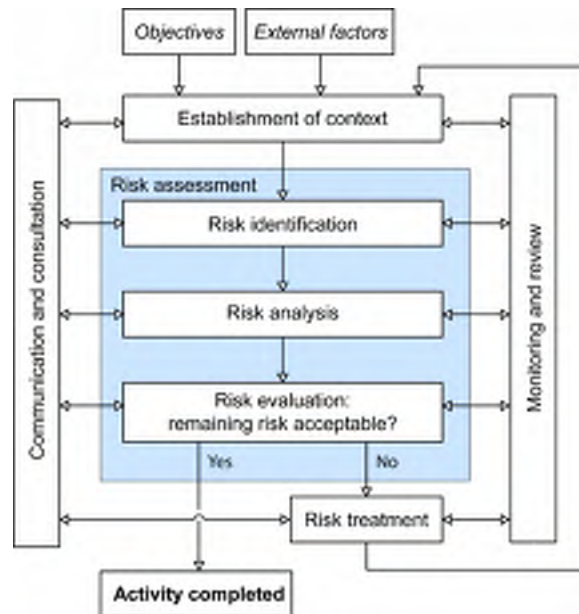 Objectives
External factors
Establishment of context
Communication and consultation
Monitoring and review
Risk assessment
Risk identification
Risk analysis
Risk evaluation:
remaining risk acceptable?
Yes
No
Risk treatment
Activity completed